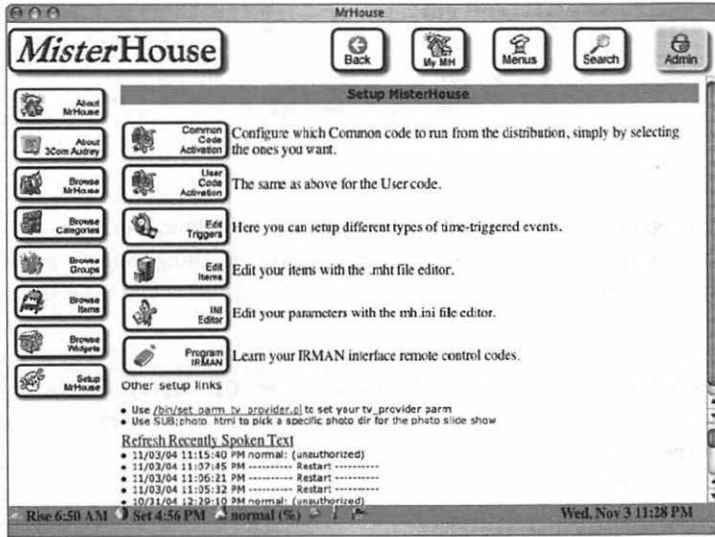 MrHouse
MisterHouse
Back
My MH
Menus
Search
Admin
Setup MisterHouse
About
MrHouse
About
3Com Audrey
Browse
MrHouse
Browse
Categories
Browse
Groups
Browse
Items
Browse
Widgets
Setup
MrHouse
Common
Code
Activation
Configure which Common code to run from the distribution, simply by selecting
the ones you want.
User
Code
Activation
The same as above for the User code.
Edit
Triggers
Here you can setup different types of time-triggered events.
Edit
Items
Edit your items with the .mht file editor.
INI
Editor
Edit your parameters with the mh.ini file editor.
Program
IRMAN
Learn your IRMAN interface remote control codes.
Other setup links
• Use /bin/set_parm_tv_provider.pl to set your tv_provider parm
• Use SUB;photo_html to pick a specific photo dir for the photo slide show
Refresh Recently Spoken Text
• 11/03/04 11:15:40 PM normal: (unauthorized)
• 11/03/04 11:07:45 PM ---------- Restart ----------
• 11/03/04 11:06:21 PM ---------- Restart ----------
• 11/03/04 11:05:32 PM ---------- Restart ----------
• 10/31/04 12:29:10 PM normal: (unauthorized)
Rise 6:50 AM Set 4:56 PM normal (%)
Wed, Nov 3 11:28 PM